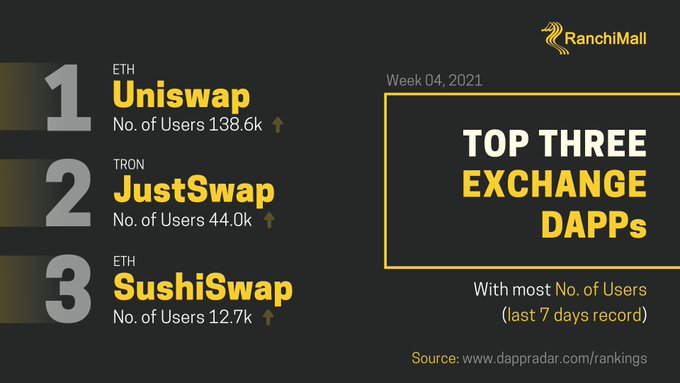 RanchiMall
Week 04, 2021
TOP THREE
EXCHANGE
DAPPs
With most No. of Users
(last 7 days record)
1
ETH
Uniswap
No. of Users 138.6k
2
TRON
JustSwap
No. of Users 44.0k
3
ETH
SushiSwap
No. of Users 12.7k
Source: www.dappradar.com/rankings